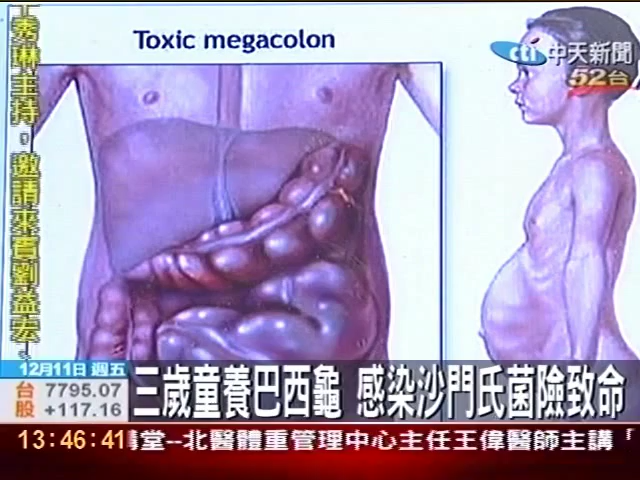 Toxic megacolon
cti 中天新聞
52台
秀琳主持，邀請來賓劉益宏、
12月11日 週五
台股 7795.07
+117.16
三歲童養巴西龜 感染沙門氏菌險致命
13:46:41
堂--北醫體重管理中心主任王偉醫師主講「